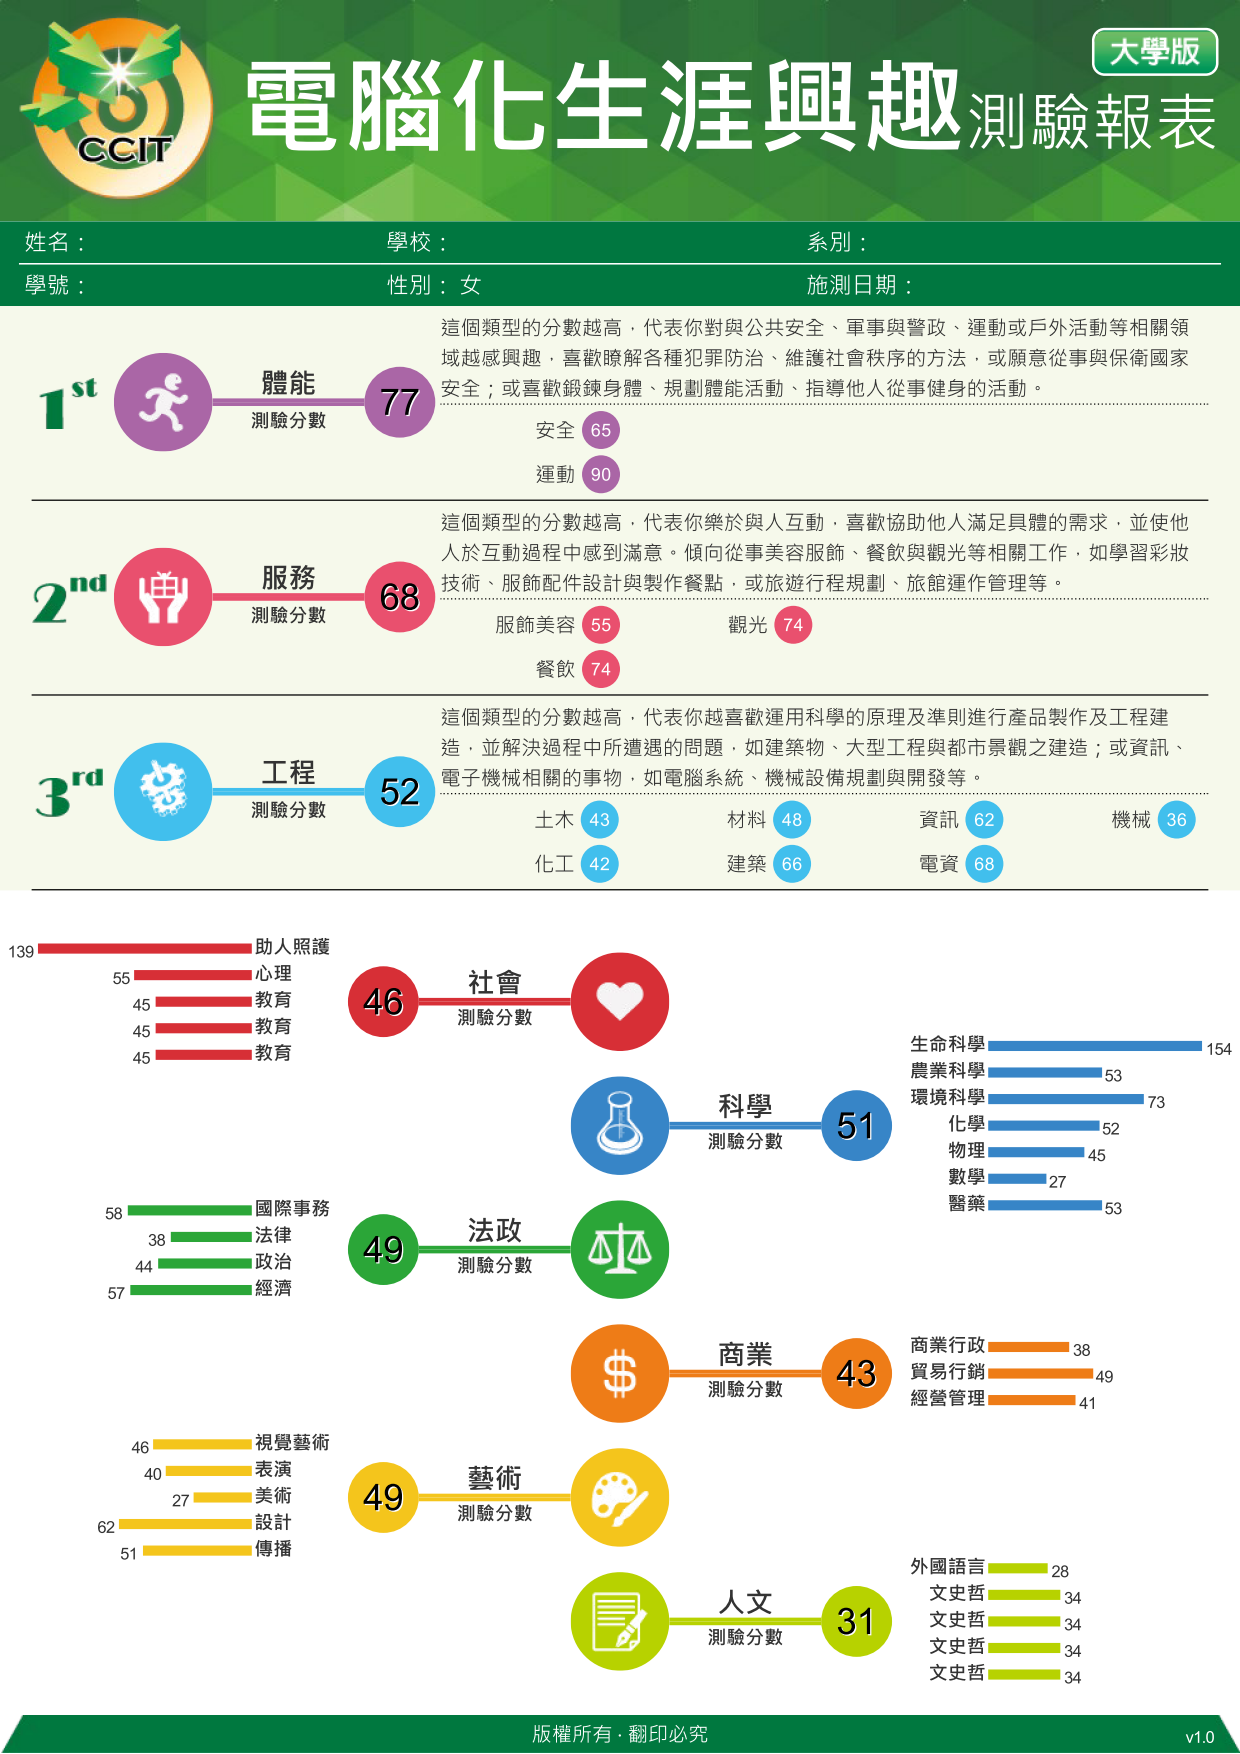 CCIT
電腦化生涯興趣測驗報表
大學版
姓名：
學校：
系別：
學號：
性別：女
施測日期：
1st
體能
測驗分數
77
這個類型的分數越高，代表你對與公共安全、軍事與警政、運動或戶外活動等相關領
域越感興趣，喜歡瞭解各種犯罪防治、維護社會秩序的方法，或願意從事與保衛國家
安全；或喜歡鍛鍊身體、規劃體能活動、指導他人從事健身的活動。
安全 65
運動 90
2nd
服務
測驗分數
68
這個類型的分數越高，代表你樂於與人互動，喜歡協助他人滿足具體的需求，並使他
人於互動過程中感到滿意。傾向從事美容服飾、餐飲與觀光等相關工作，如學習彩妝
技術、服飾配件設計與製作餐點，或旅遊行程規劃、旅館運作管理等。
服飾美容 55
觀光 74
餐飲 74
3rd
工程
測驗分數
52
這個類型的分數越高，代表你越喜歡運用科學的原理及準則進行產品製作及工程建
造，並解決過程中所遭遇的問題，如建築物、大型工程與都市景觀之建造；或資訊、
電子機械相關的事物，如電腦系統、機械設備規劃與開發等。
土木 43
材料 48
資訊 62
機械 36
化工 42
建築 66
電資 68
139 助人照護
55 心理
45 教育
45 教育
45 教育
46
社會
測驗分數
科學
測驗分數
51
生命科學 154
農業科學 53
環境科學 73
化學 52
物理 45
數學 27
醫藥 53
58 國際事務
38 法律
44 政治
57 經濟
49
法政
測驗分數
$
商業
測驗分數
43
商業行政 38
貿易行銷 49
經營管理 41
46 視覺藝術
40 表演
27 美術
62 設計
51 傳播
49
藝術
測驗分數
人文
測驗分數
31
外國語言 28
文史哲 34
文史哲 34
文史哲 34
文史哲 34
版權所有．翻印必究
v1.0